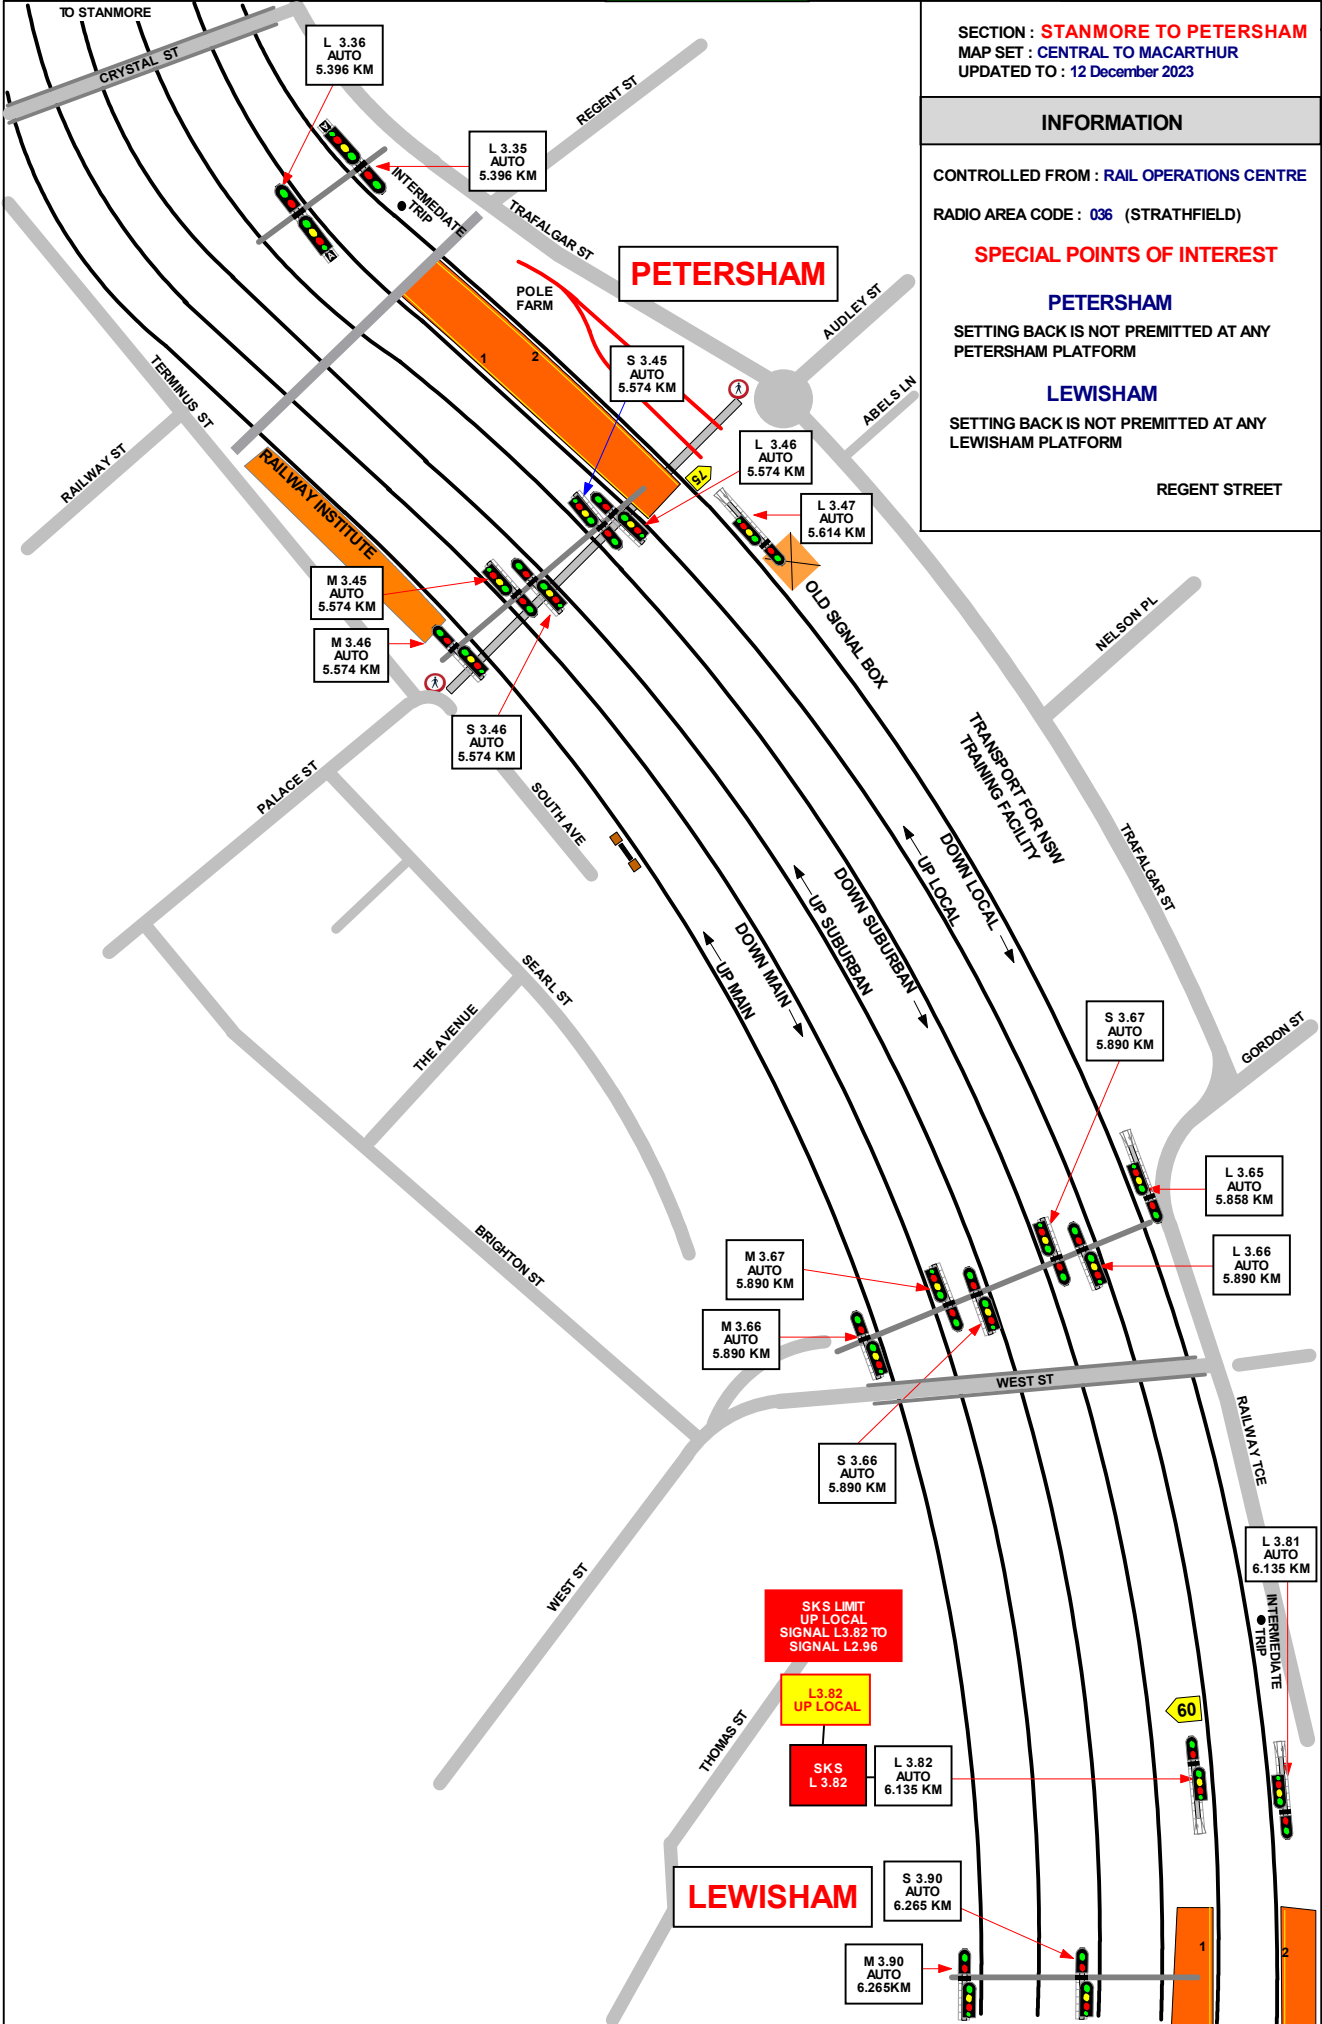 TO STANMORE
CRYSTAL ST
L 3.36
AUTO
5.396 KM
REGENT ST
L 3.35
AUTO
5.396 KM
INTERMEDIATE
TRIP
TRAFALGAR ST
SECTION : STANMORE TO PETERSHAM
MAP SET : CENTRAL TO MACARTHUR
UPDATED TO : 12 December 2023
INFORMATION
CONTROLLED FROM : RAIL OPERATIONS CENTRE
RADIO AREA CODE : 036 (STRATHFIELD)
SPECIAL POINTS OF INTEREST
PETERSHAM
SETTING BACK IS NOT PREMITTED AT ANY
PETERSHAM PLATFORM
LEWISHAM
SETTING BACK IS NOT PREMITTED AT ANY
LEWISHAM PLATFORM
REGENT STREET
PETERSHAM
POLE
FARM
1
2
S 3.45
AUTO
5.574 KM
AUDLEY ST
ABELS LN
TERMINUS ST
RAILWAY ST
RAILWAY INSTITUTE
L 3.46
AUTO
5.574 KM
75
L 3.47
AUTO
5.614 KM
OLD SIGNAL BOX
M 3.45
AUTO
5.574 KM
M 3.46
AUTO
5.574 KM
S 3.46
AUTO
5.574 KM
NELSON PL
PALACE ST
SOUTH AVE
TRANSPORT FOR NSW
TRAINING FACILITY
TRAFALGAR ST
DOWN LOCAL
UP LOCAL
DOWN SUBURBAN
UP SUBURBAN
DOWN MAIN
UP MAIN
SEARL ST
THE AVENUE
S 3.67
AUTO
5.890 KM
GORDON ST
L 3.65
AUTO
5.858 KM
L 3.66
AUTO
5.890 KM
BRIGHTON ST
M 3.67
AUTO
5.890 KM
M 3.66
AUTO
5.890 KM
WEST ST
S 3.66
AUTO
5.890 KM
RAILWAY TCE
WEST ST
L 3.81
AUTO
6.135 KM
INTERMEDIATE
TRIP
SKS LIMIT
UP LOCAL
SIGNAL L3.82 TO
SIGNAL L2.96
L3.82
UP LOCAL
60
THOMAS ST
SKS
L 3.82
L 3.82
AUTO
6.135 KM
LEWISHAM
S 3.90
AUTO
6.265 KM
M 3.90
AUTO
6.265KM
1
2